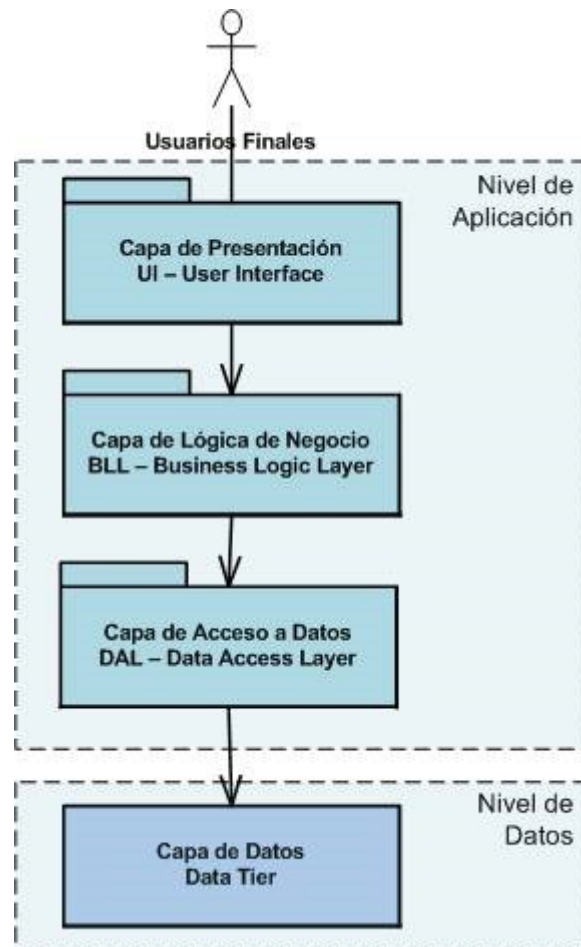 Usuarios Finales
Nivel de
Aplicación
Capa de Presentación
UI – User Interface
Capa de Lógica de Negocio
BLL – Business Logic Layer
Capa de Acceso a Datos
DAL – Data Access Layer
Nivel de
Datos
Capa de Datos
Data Tier